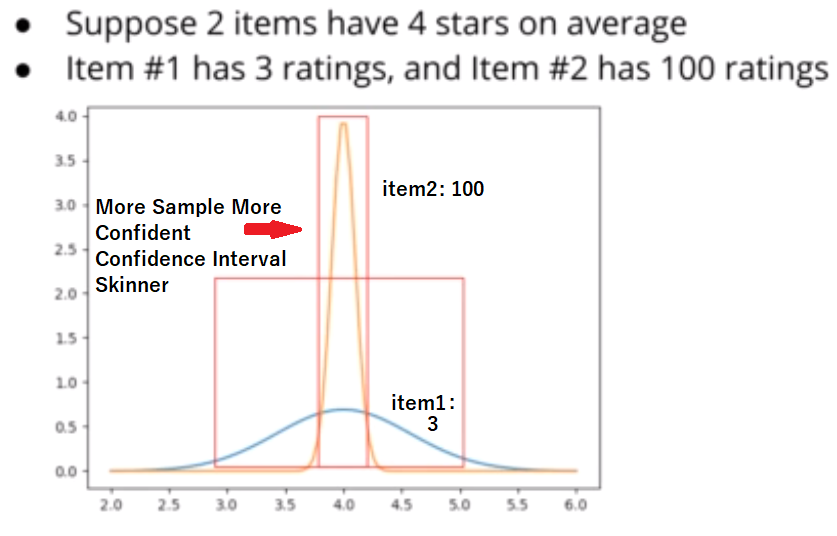 ● Suppose 2 items have 4 stars on average
● Item #1 has 3 ratings, and Item #2 has 100 ratings
4.0
3.5
3.0
2.5
2.0
1.5
1.0
0.5
0.0
item2: 100
More Sample More
Confident
Confidence Interval
Skinner
item1:
3
2.0 2.5 3.0 3.5 4.0 4.5 5.0 5.5 6.0